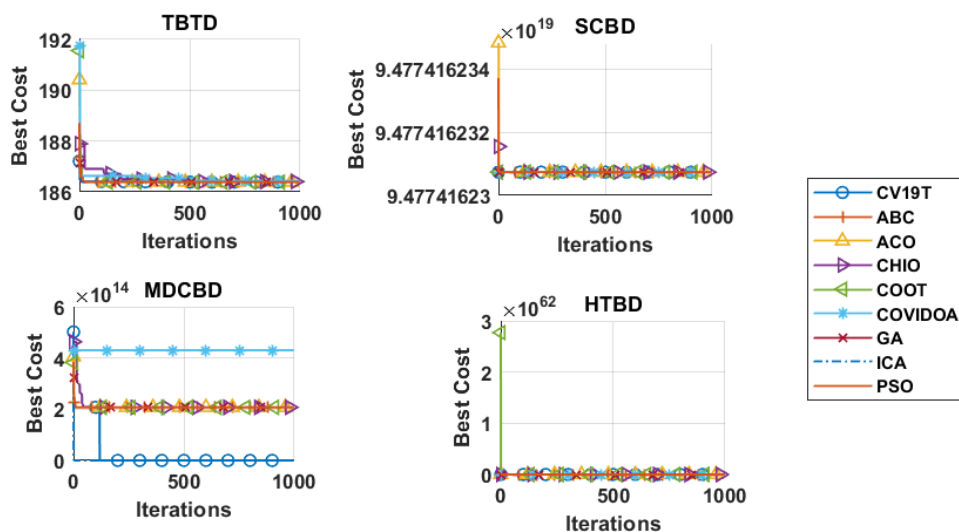 TBTD
192
190
188
186
Best Cost
0
500
1000
Iterations
×10^19
SCBD
9.477416234
9.477416232
9.47741623
Best Cost
0
500
1000
Iterations
×10^14
MDCBD
6
4
2
0
Best Cost
0
500
1000
Iterations
×10^62
HTBD
3
2
1
0
Best Cost
0
500
1000
Iterations
CV19T
ABC
ACO
CHIO
COOT
COVIDOA
GA
ICA
PSO